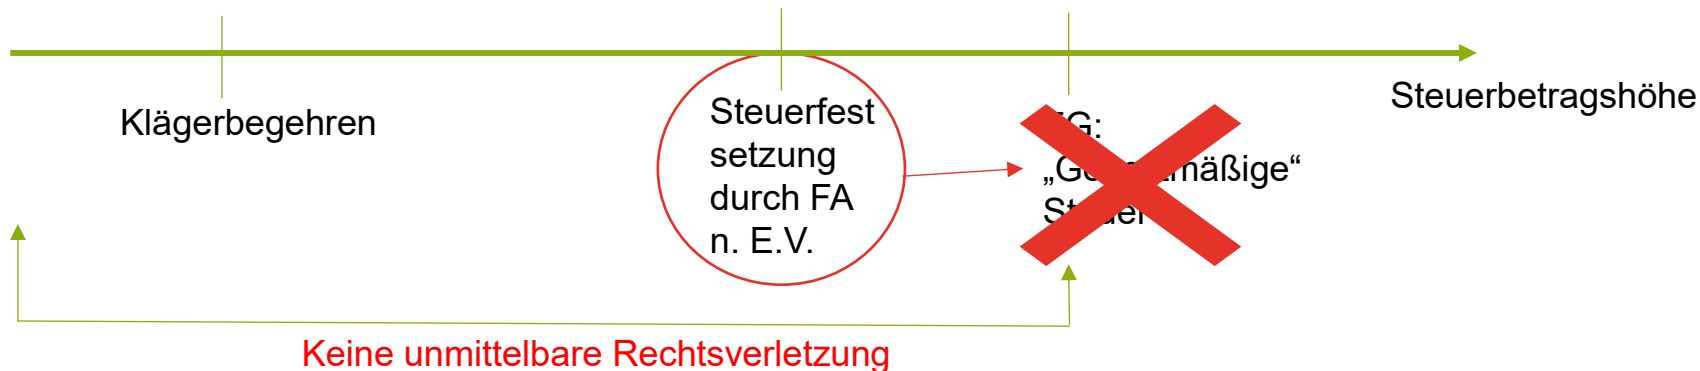 Steuerbetragshöhe
Klägerbegehren
Steuerfest
setzung
durch FA
n. E.V.
Keine unmittelbare Rechtsverletzung